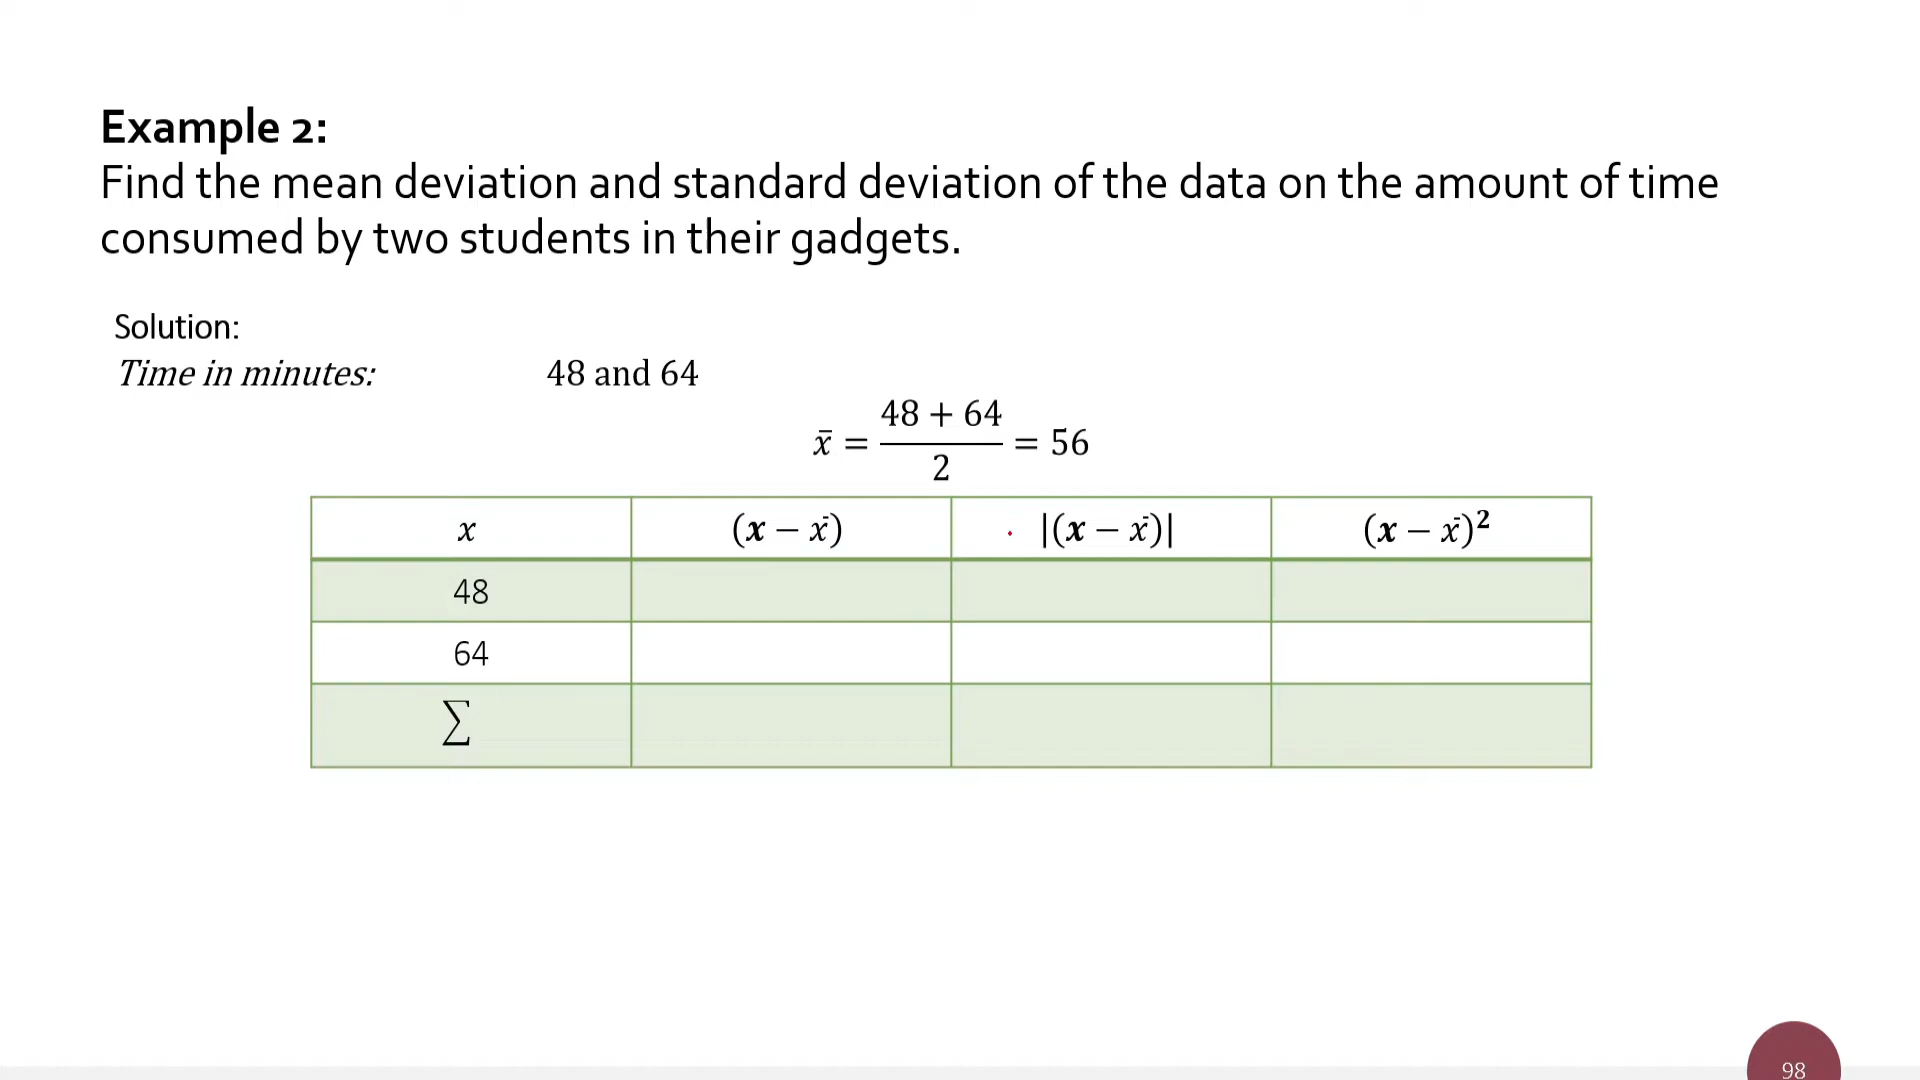 Example 2:
Find the mean deviation and standard deviation of the data on the amount of time
consumed by two students in their gadgets.
Solution:
Time in minutes: 48 and 64
x̄ = (48 + 64)/2 = 56
x (x − x̄) |(x − x̄)| (x − x̄)²
48
64
∑
98